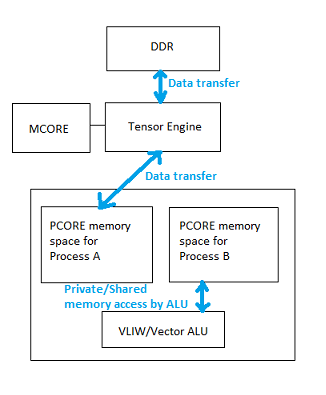 DDR
Data transfer
MCORE
Tensor Engine
Data transfer
PCORE memory
space for
Process A
PCORE memory
space for
Process B
Private/Shared
memory access by ALU
VLIW/Vector ALU